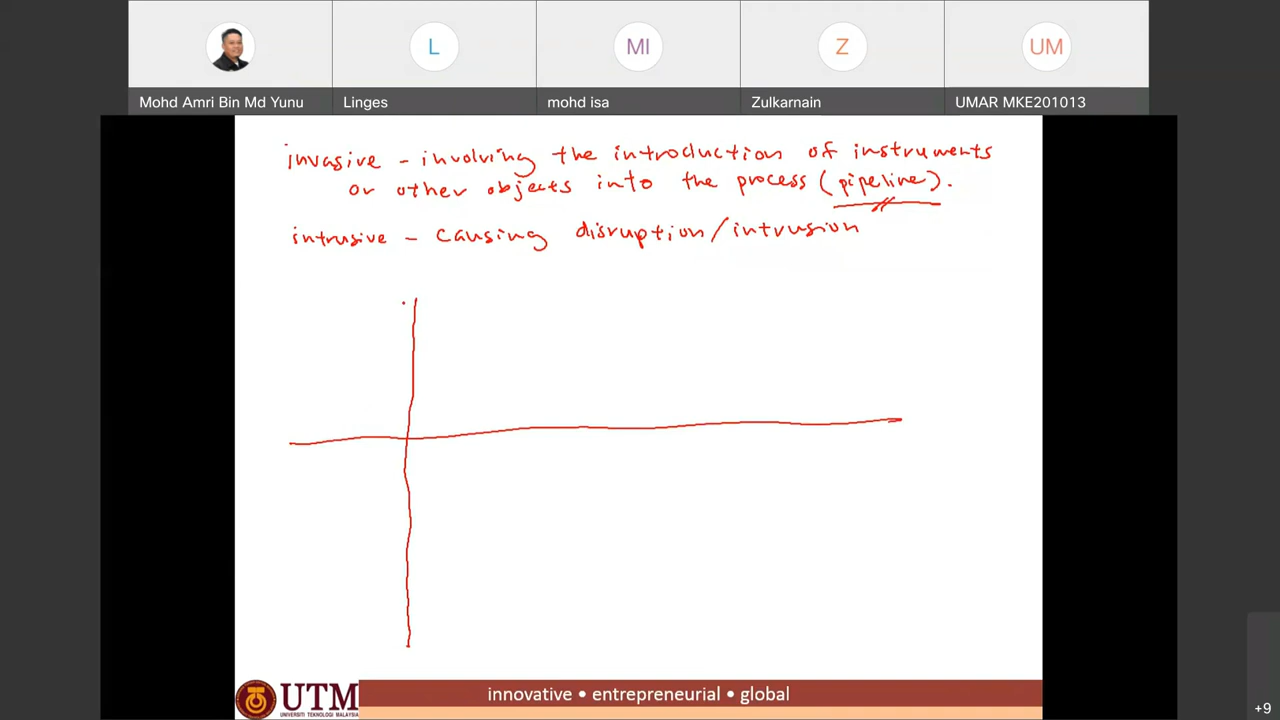 L
MI
Z
UM
Mohd Amri Bin Md Yunu
Linges
mohd isa
Zulkarnain
UMAR MKE201013
invasive - involving the introduction of instruments
or other objects into the process (pipeline).
intrusive - causing disruption/intrusion
UTM
UNIVERSITI TEKNOLOGI MALAYSIA
innovative • entrepreneurial • global
+9